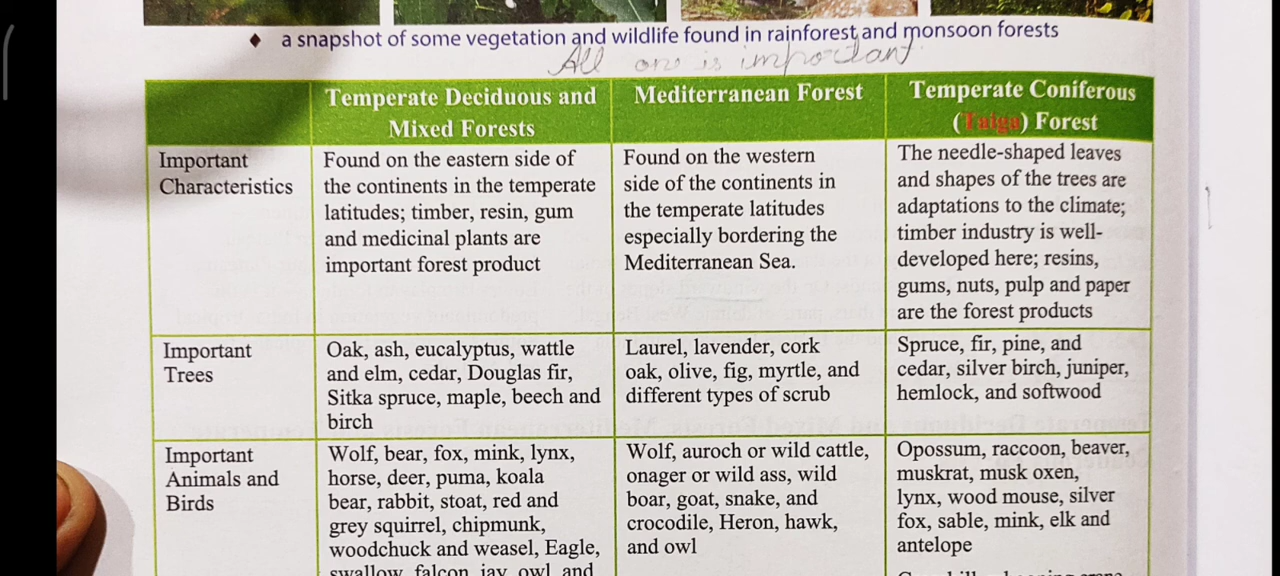 a snapshot of some vegetation and wildlife found in rainforest and monsoon forests
All one is important
Temperate Deciduous and
Mixed Forests
Mediterranean Forest
Temperate Coniferous
(Taiga) Forest
Important
Characteristics
Found on the eastern side of
the continents in the temperate
latitudes; timber, resin, gum
and medicinal plants are
important forest product
Found on the western
side of the continents in
the temperate latitudes
especially bordering the
Mediterranean Sea.
The needle-shaped leaves
and shapes of the trees are
adaptations to the climate;
timber industry is well-
developed here; resins,
gums, nuts, pulp and paper
are the forest products
Important
Trees
Oak, ash, eucalyptus, wattle
and elm, cedar, Douglas fir,
Sitka spruce, maple, beech and
birch
Laurel, lavender, cork
oak, olive, fig, myrtle, and
different types of scrub
Spruce, fir, pine, and
cedar, silver birch, juniper,
hemlock, and softwood
Important
Animals and
Birds
Wolf, bear, fox, mink, lynx,
horse, deer, puma, koala
bear, rabbit, stoat, red and
grey squirrel, chipmunk,
woodchuck and weasel, Eagle,
swallow, falcon, jay, owl and
Wolf, auroch or wild cattle,
onager or wild ass, wild
boar, goat, snake, and
crocodile, Heron, hawk,
and owl
Opossum, raccoon, beaver,
muskrat, musk oxen,
lynx, wood mouse, silver
fox, sable, mink, elk and
antelope